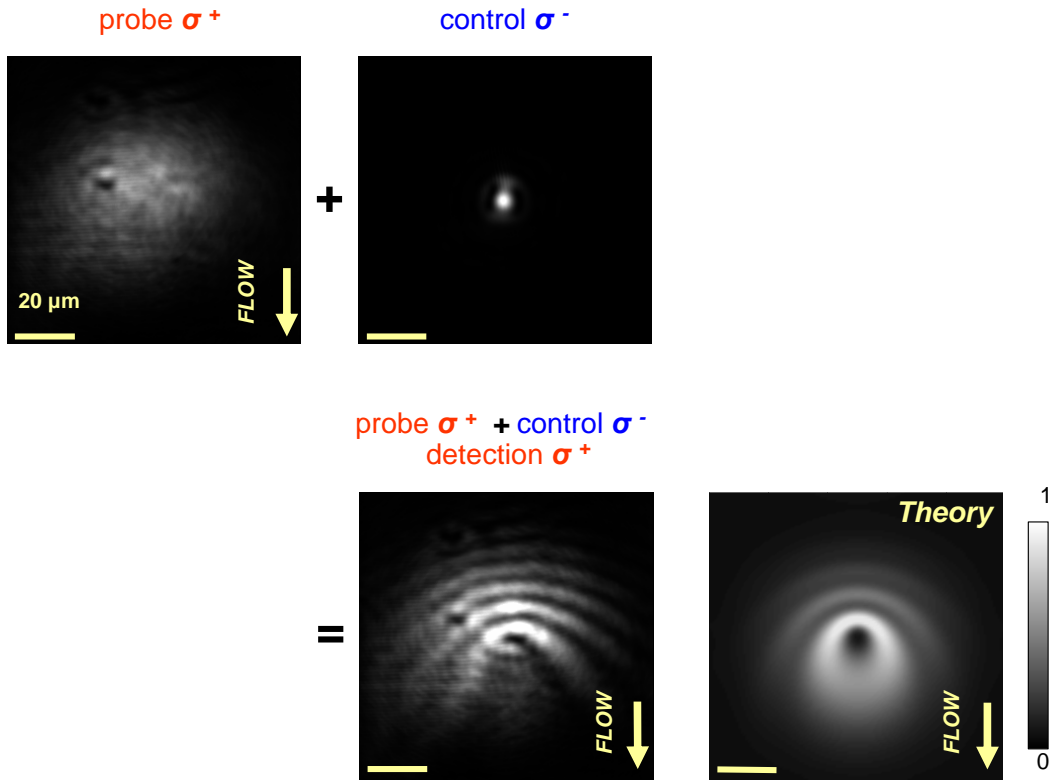 probe σ +
control σ -
+
FLOW
20 µm
probe σ + + control σ -
detection σ +
=
FLOW
Theory
FLOW
1
0